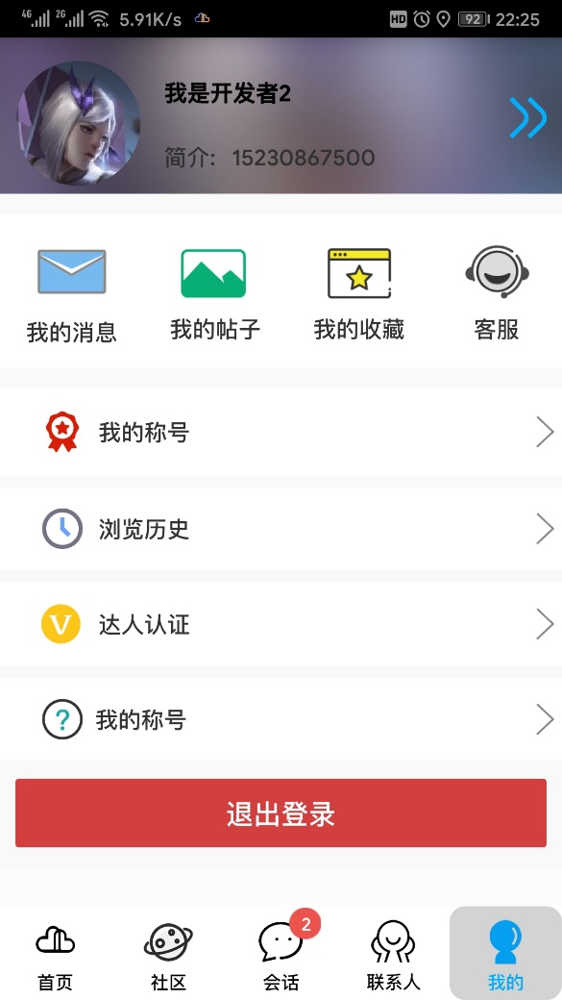 4G 2G 5.91K/s HD 92 22:25
我是开发者2
简介: 15230867500
我的消息 我的帖子 我的收藏 客服
我的称号
浏览历史
V 达人认证
? 我的称号
退出登录
2
首页 社区 会话 联系人 我的